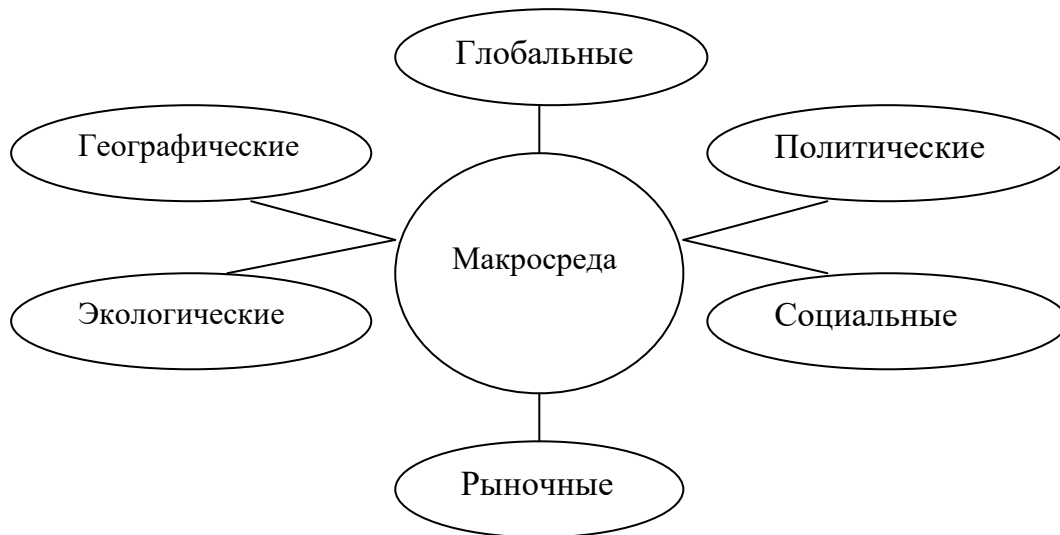 Глобальные
Географические
Политические
Макросреда
Экологические
Социальные
Рыночные